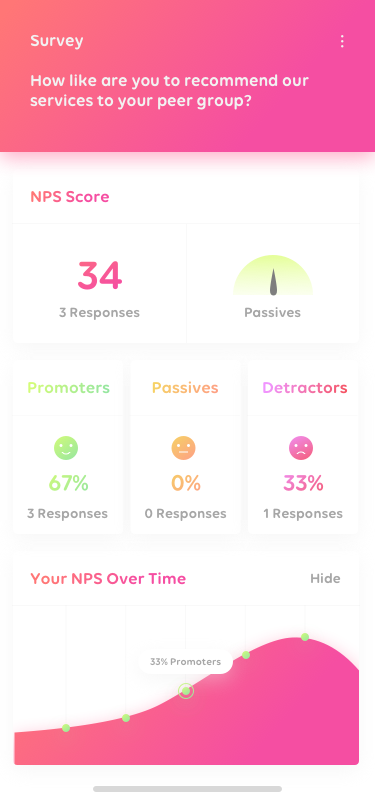 Survey
How like are you to recommend our
services to your peer group?
NPS Score
34
3 Responses
Passives
Promoters
67%
3 Responses
Passives
0%
0 Responses
Detractors
33%
1 Responses
Your NPS Over Time
Hide
33% Promoters